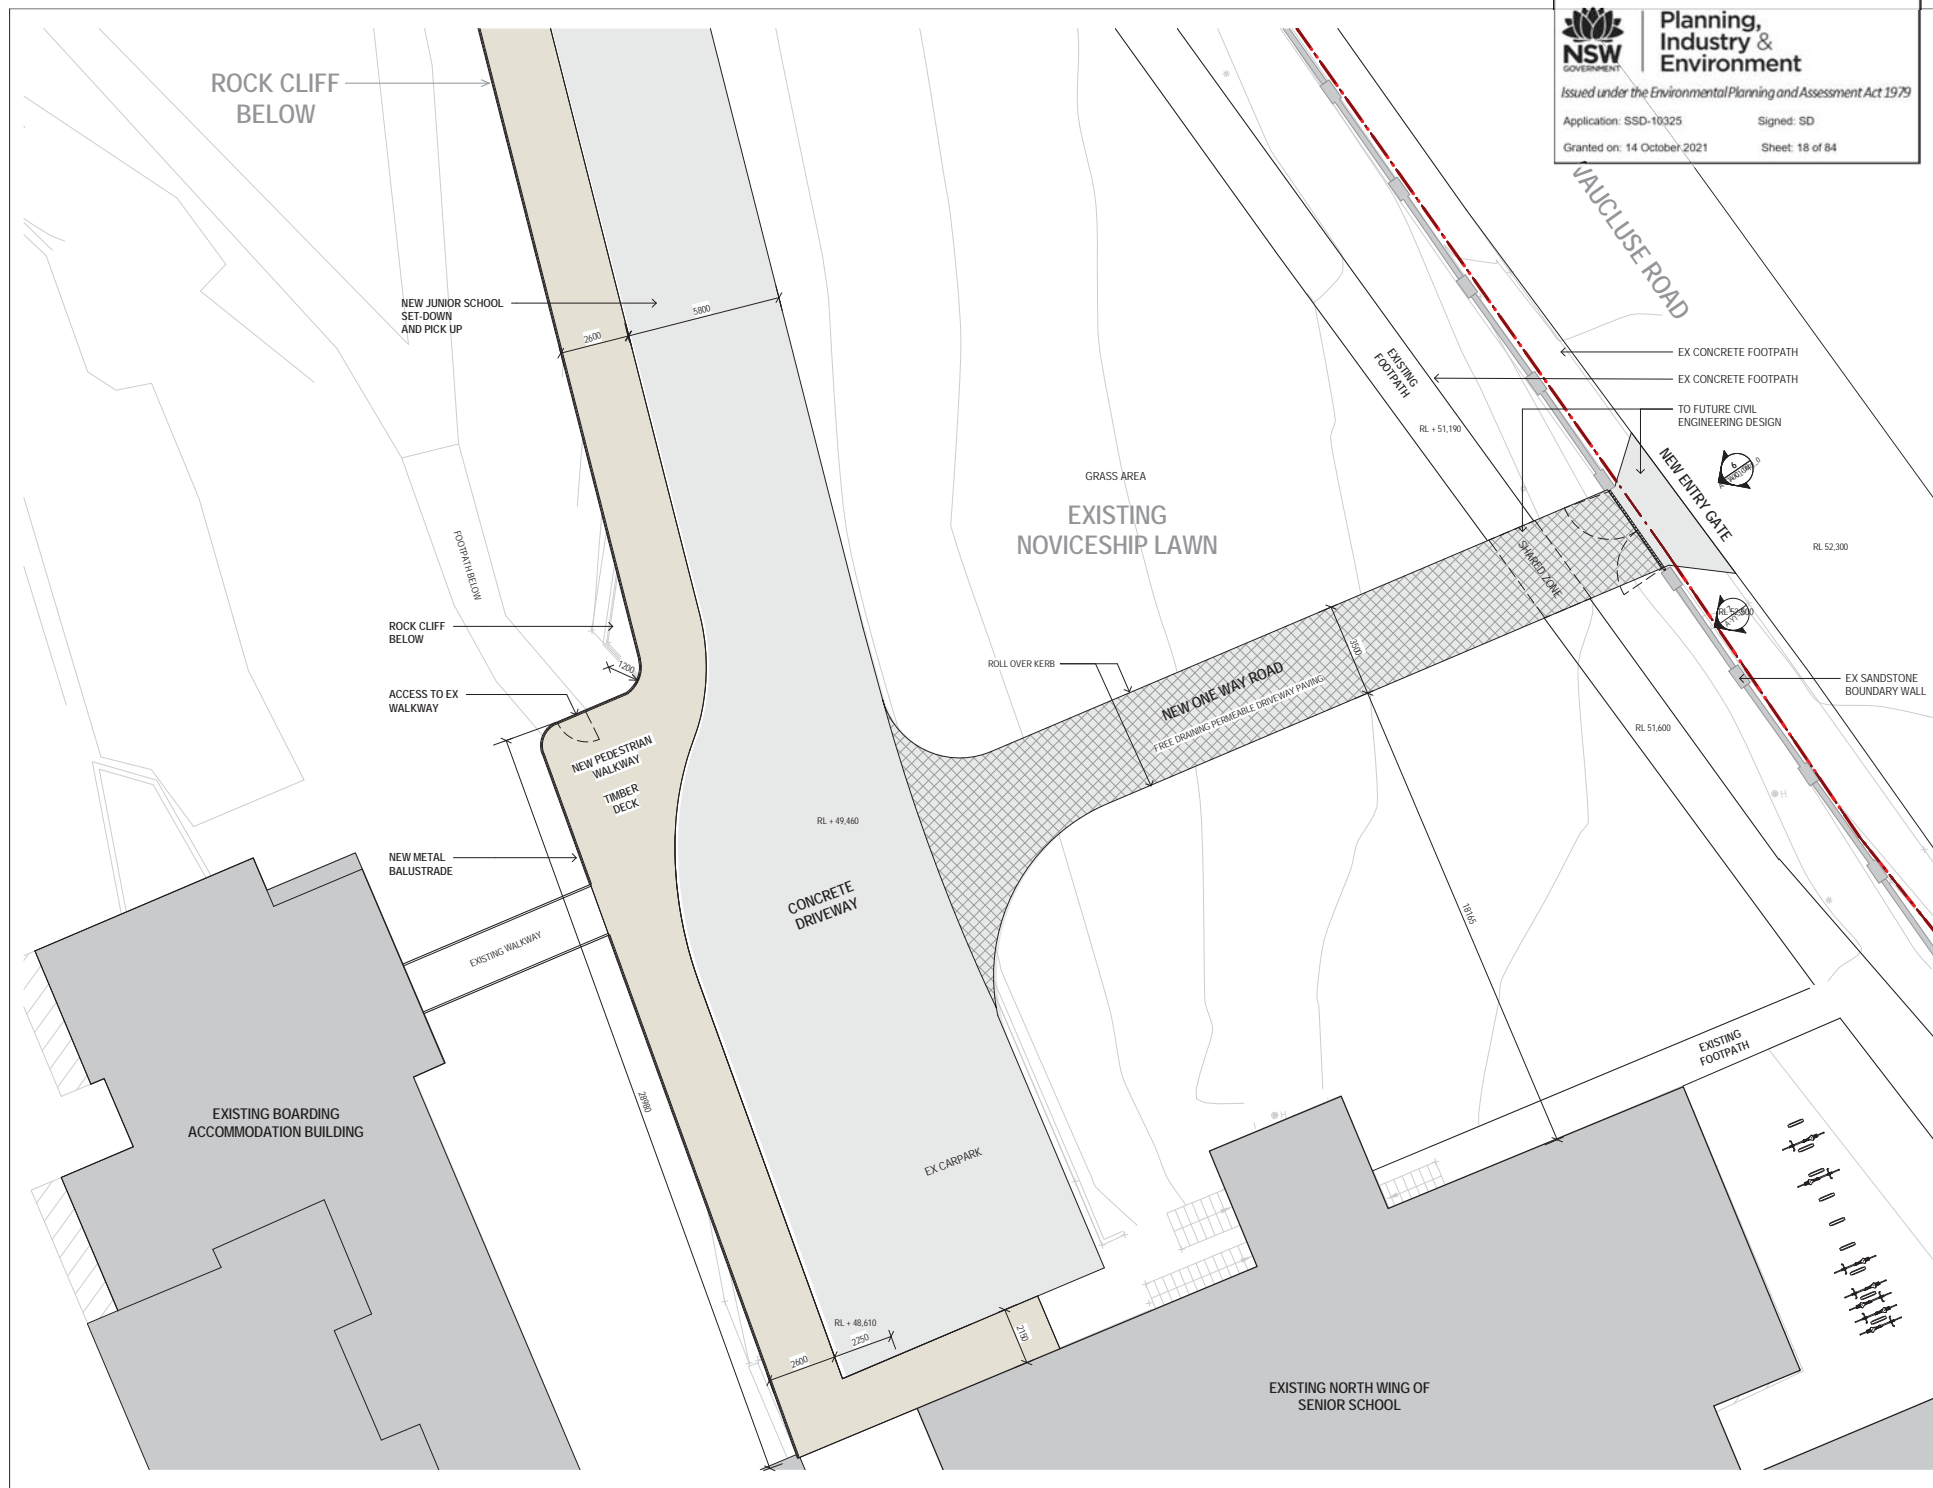 NSW
GOVERNMENT
Planning,
Industry &
Environment
Issued under the Environmental Planning and Assessment Act 1979
Application: SSD-10325
Signed: SD
Granted on: 14 October 2021
Sheet: 18 of 84
ROCK CLIFF
BELOW
VAUCLUSE ROAD
NEW JUNIOR SCHOOL
SET-DOWN
AND PICK UP
5800
2600
EXISTING
FOOTPATH
EX CONCRETE FOOTPATH
EX CONCRETE FOOTPATH
TO FUTURE CIVIL
ENGINEERING DESIGN
RL + 51,190
GRASS AREA
EXISTING
NOVICESHIP LAWN
NEW ENTRY GATE
6
RL 52,300
SHARED ZONE
FOOTPATH BELOW
ROCK CLIFF
BELOW
1200
ROLL OVER KERB
3500
NEW ONE WAY ROAD
FREE DRAINING PERMEABLE DRIVEWAY PAVING
EX SANDSTONE
BOUNDARY WALL
ACCESS TO EX
WALKWAY
RL 51,600
NEW PEDESTRIAN
WALKWAY
TIMBER
DECK
H
RL + 49,460
NEW METAL
BALUSTRADE
CONCRETE
DRIVEWAY
18165
EXISTING WALKWAY
EXISTING
FOOTPATH
28980
H
EXISTING BOARDING
ACCOMMODATION BUILDING
EX CARPARK
RL + 48,610
2250
2150
2600
EXISTING NORTH WING OF
SENIOR SCHOOL